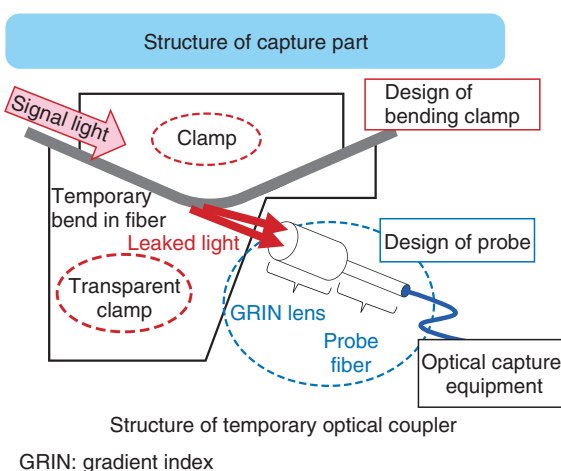 Structure of capture part
Signal light
Clamp
Design of
bending clamp
Temporary
bend in fiber
Leaked light
Design of probe
Transparent
clamp
GRIN lens
Probe
fiber
Optical capture
equipment
Structure of temporary optical coupler
GRIN: gradient index